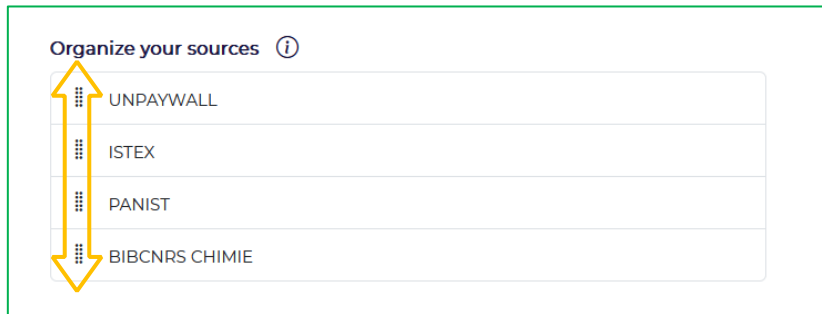 Organize your sources
UNPAYWALL
ISTEX
PANIST
BIBCNRS CHIMIE